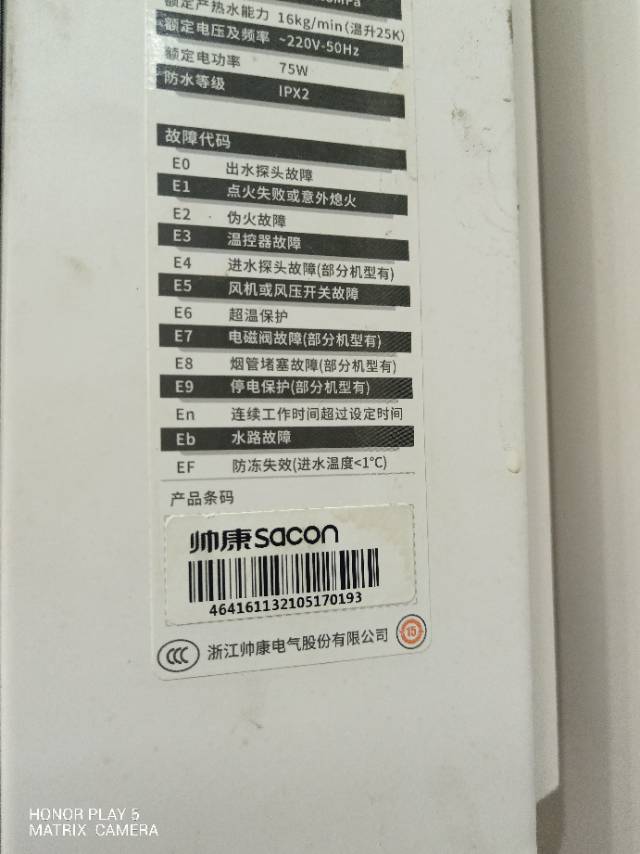 额定产热水能力 16kg/min(温升25K)
额定电压及频率 ~220V-50Hz
额定电功率 75W
防水等级 IPX2
故障代码
E0 出水探头故障
E1 点火失败或意外熄火
E2 伪火故障
E3 温控器故障
E4 进水探头故障(部分机型有)
E5 风机或风压开关故障
E6 超温保护
E7 电磁阀故障(部分机型有)
E8 烟管堵塞故障(部分机型有)
E9 停电保护(部分机型有)
En 连续工作时间超过设定时间
Eb 水路故障
EF 防冻失效(进水温度<1℃)
产品条码
帅康sacon
464161132105170193
CCC 浙江帅康电气股份有限公司 15
HONOR PLAY 5
MATRIX CAMERA